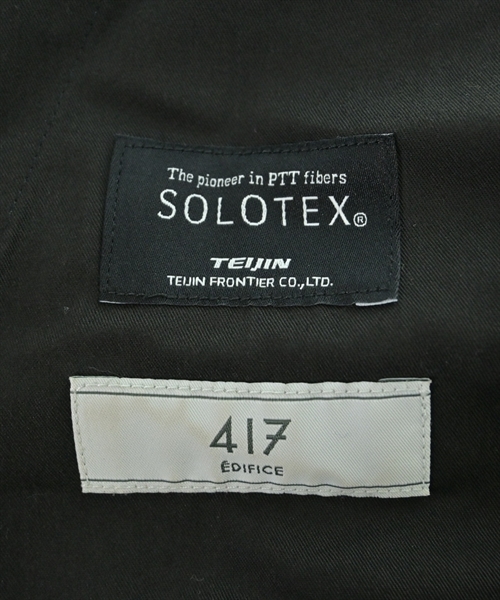 The pioneer in PTT fibers
SOLOTEX®
TEIJIN
TEIJIN FRONTIER CO.,LTD.
417
ÉDIFICE